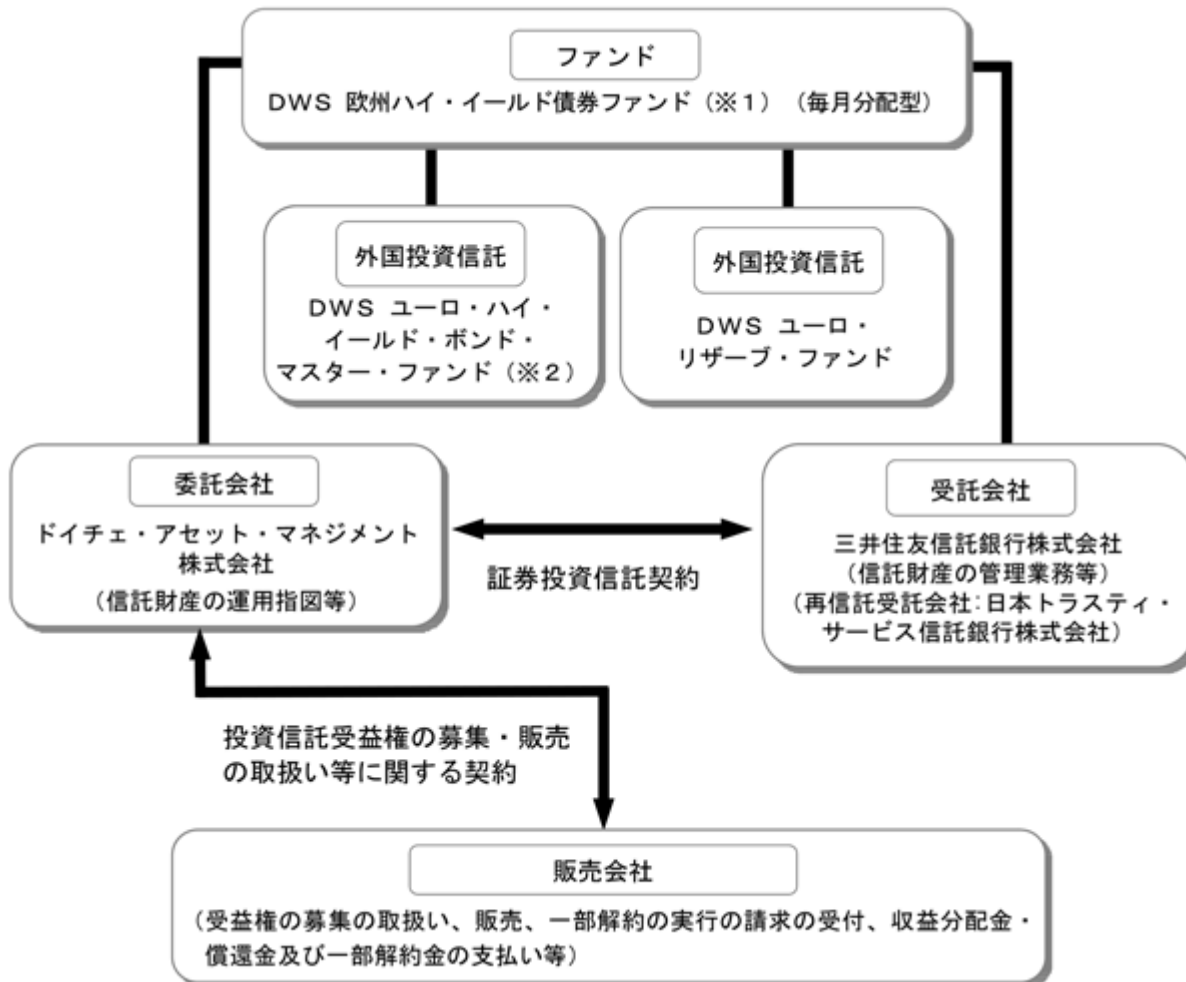 ファンド
DWS 欧州ハイ・イールド債券ファンド（※１）（毎月分配型）
外国投資信託
DWS ユーロ・ハイ・
イールド・ボンド・
マスター・ファンド（※２）
外国投資信託
DWS ユーロ・
リザーブ・ファンド
委託会社
ドイチェ・アセット・マネジメント
株式会社
（信託財産の運用指図等）
証券投資信託契約
受託会社
三井住友信託銀行株式会社
（信託財産の管理業務等）
（再信託受託会社：日本トラスティ・
サービス信託銀行株式会社）
投資信託受益権の募集・販売
の取扱い等に関する契約
販売会社
（受益権の募集の取扱い、販売、一部解約の実行の請求の受付、収益分配金・
償還金及び一部解約金の支払い等）